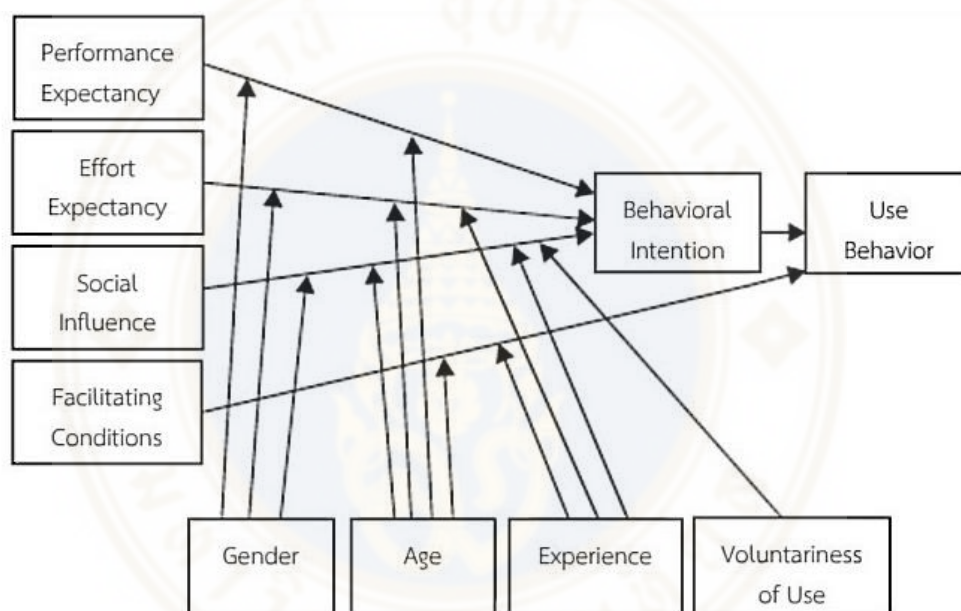 Performance
Expectancy
Effort
Expectancy
Social
Influence
Facilitating
Conditions
Behavioral
Intention
Use
Behavior
Gender
Age
Experience
Voluntariness
of Use